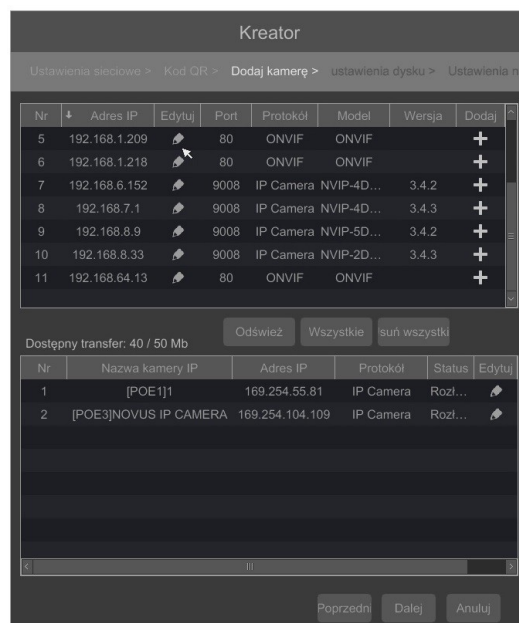 Kreator
Ustawienia sieciowe > Kod QR > Dodaj kamerę > ustawienia dysku > Ustawienia n
Nr Adres IP Edytuj Port Protokół Model Wersja Dodaj
5 192.168.1.209 80 ONVIF ONVIF
6 192.168.1.218 80 ONVIF ONVIF
7 192.168.6.152 9008 IP Camera NVIP-4D... 3.4.2
8 192.168.7.1 9008 IP Camera NVIP-4D... 3.4.3
9 192.168.8.9 9008 IP Camera NVIP-5D... 3.4.2
10 192.168.8.33 9008 IP Camera NVIP-2D... 3.4.3
11 192.168.64.13 80 ONVIF ONVIF
Dostępny transfer: 40 / 50 Mb Odśwież Wszystkie suń wszystki
Nr Nazwa kamery IP Adres IP Protokół Status Edytuj
1 [POE1]1 169.254.55.81 IP Camera Rozł...
2 [POE3]NOVUS IP CAMERA 169.254.104.109 IP Camera Rozł...
Poprzedni Dalej Anuluj